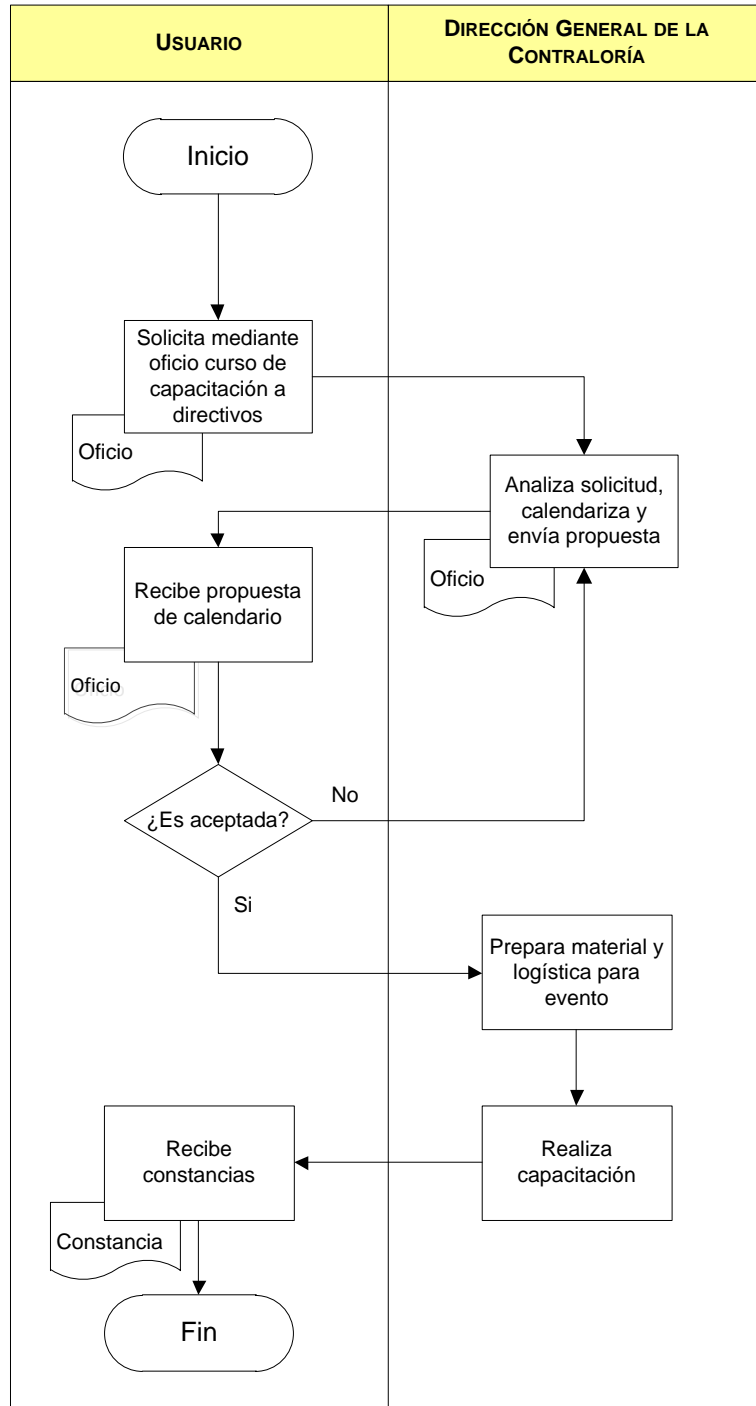 USUARIO
DIRECCIÓN GENERAL DE LA
CONTRALORÍA
Inicio
Solicita mediante
oficio curso de
capacitación a
directivos
Oficio
Analiza solicitud,
calendariza y
envía propuesta
Oficio
Recibe propuesta
de calendario
Oficio
¿Es aceptada?
No
Si
Prepara material y
logística para
evento
Realiza
capacitación
Recibe
constancias
Constancia
Fin